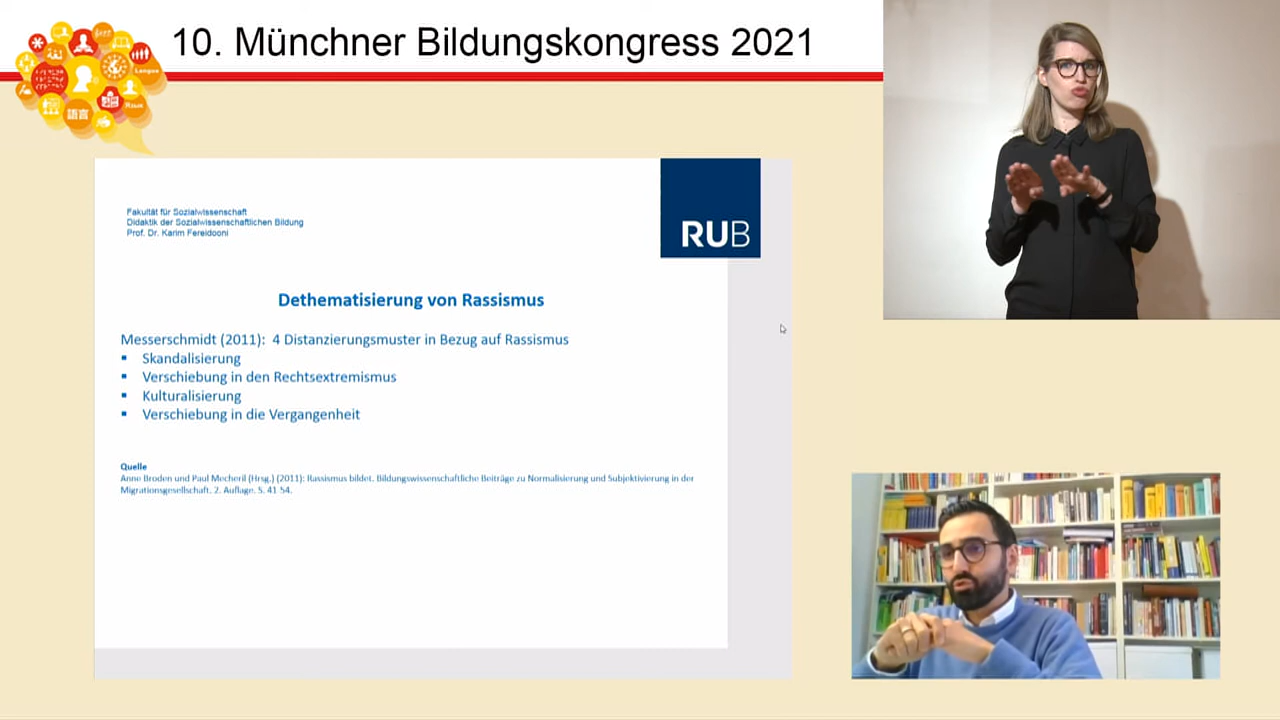 10. Münchner Bildungskongress 2021
Langue
語言
Fakultät für Sozialwissenschaft
Didaktik der Sozialwissenschaftlichen Bildung
Prof. Dr. Karim Fereidooni
RUB
Dethematisierung von Rassismus
Messerschmidt (2011): 4 Distanzierungsmuster in Bezug auf Rassismus
▪ Skandalisierung
▪ Verschiebung in den Rechtsextremismus
▪ Kulturalisierung
▪ Verschiebung in die Vergangenheit
Quelle
Anne Broden und Paul Mecheril (Hrsg.) (2011): Rassismus bildet. Bildungswissenschaftliche Beiträge zu Normalisierung und Subjektivierung in der
Migrationsgesellschaft. 2. Auflage. S. 41-54.